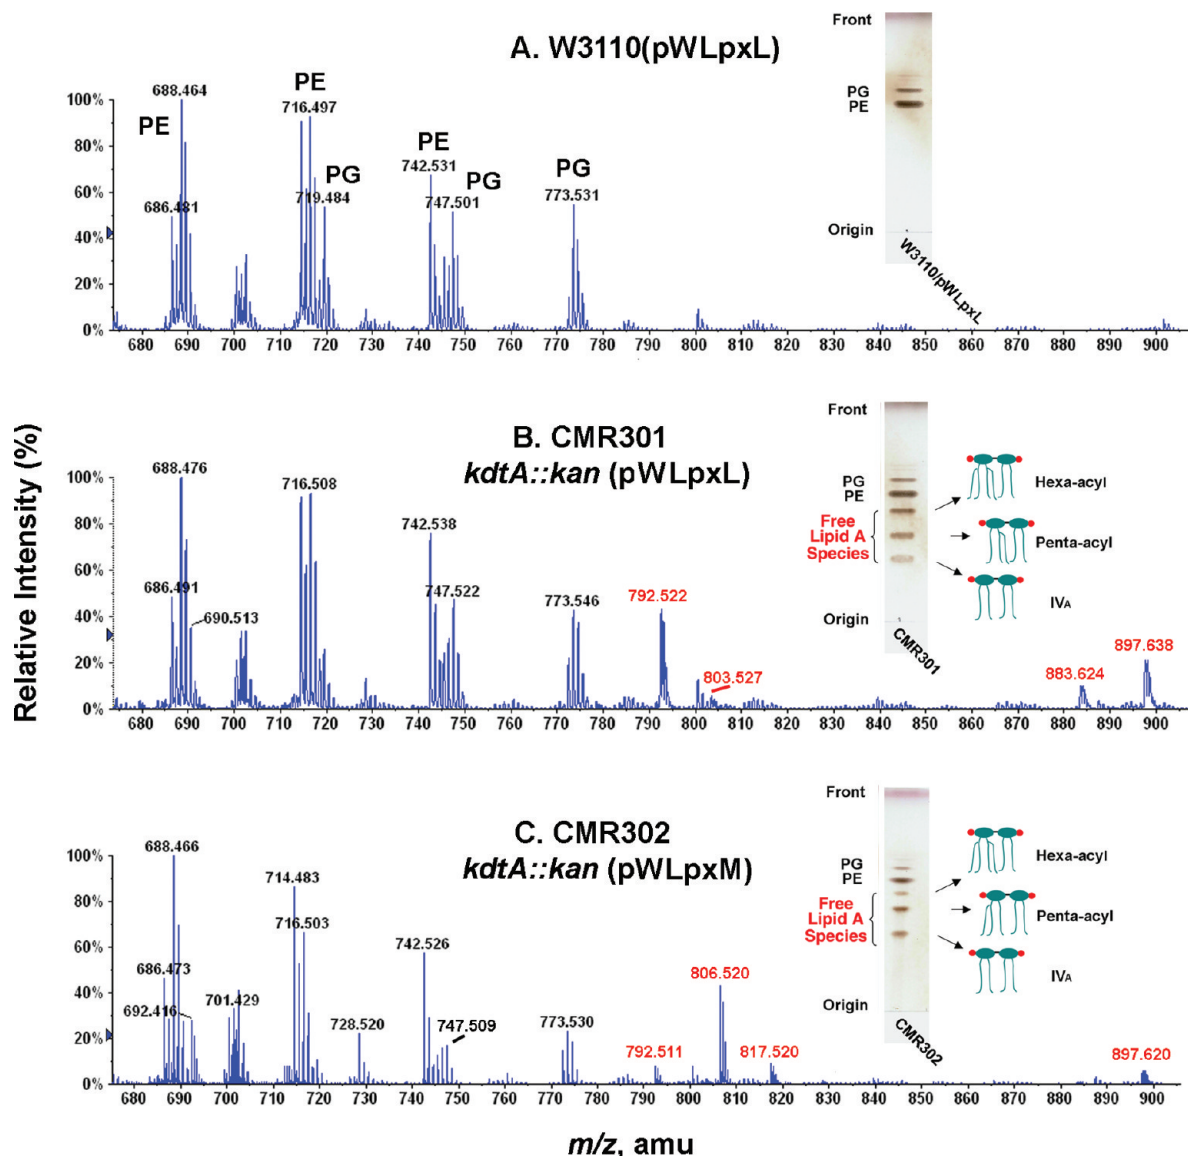 A. W3110(pWLpxL)
Front
PG
PE
Origin
W3110/pWLpxL
100%
80%
60%
40%
20%
0%
PE
688.464
686.481
PE
716.497
PG
719.484
PE
742.531
PG
747.501
PG
773.531
680 690 700 710 720 730 740 750 760 770 780 790 800 810 820 830 840 850 860 870 880 890 900
Relative Intensity (%)
B. CMR301
kdtA::kan (pWLpxL)
Front
PG
PE
Free
Lipid A
Species
Origin
CMR301
Hexa-acyl
Penta-acyl
IVA
100%
80%
60%
40%
20%
0%
688.476
686.491
690.513
716.508
742.538
747.522
773.546
792.522
803.527
883.624
897.638
680 690 700 710 720 730 740 750 760 770 780 790 800 810 820 830 840 850 860 870 880 890 900
C. CMR302
kdtA::kan (pWLpxM)
Front
PG
PE
Free
Lipid A
Species
Origin
CMR302
Hexa-acyl
Penta-acyl
IVA
100%
80%
60%
40%
20%
0%
688.466
686.473
692.416
701.429
714.483
716.503
728.520
742.526
747.509
773.530
792.511
806.520
817.520
897.620
680 690 700 710 720 730 740 750 760 770 780 790 800 810 820 830 840 850 860 870 880 890 900
m/z, amu